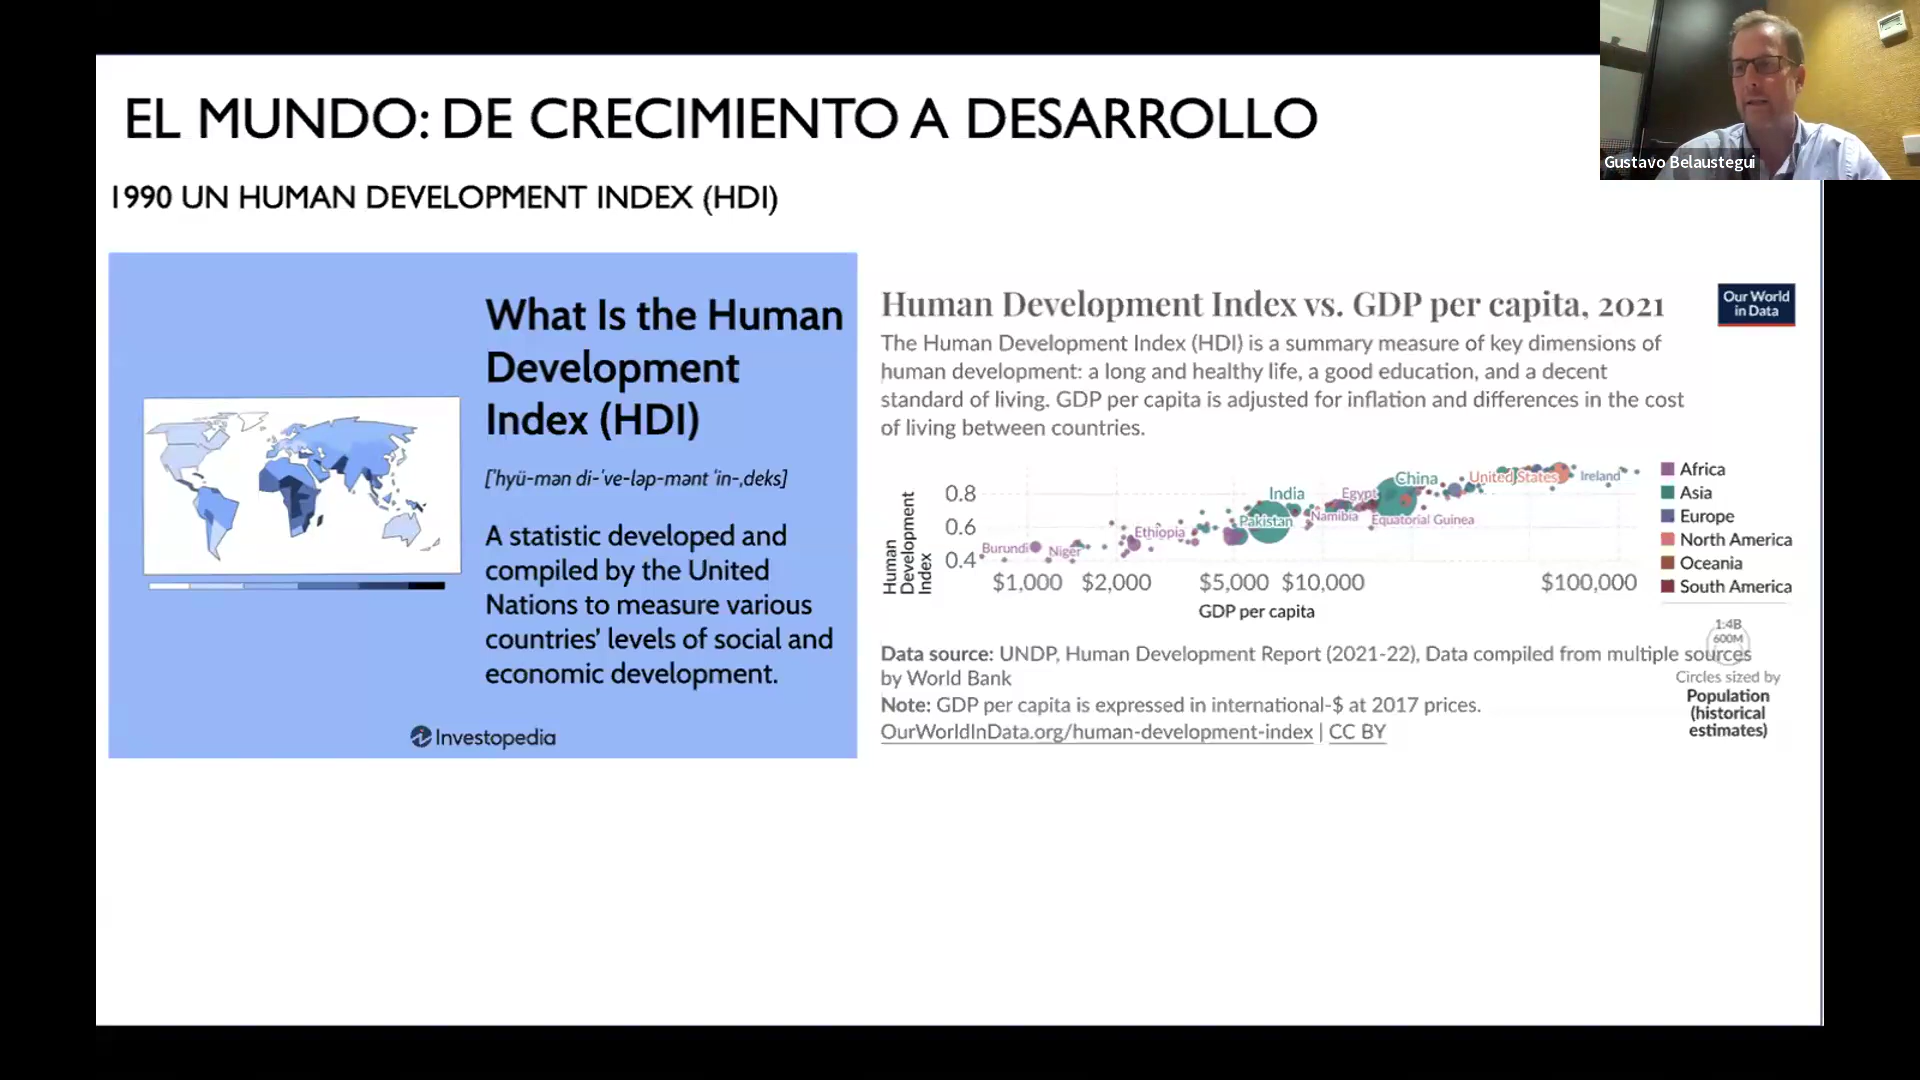 EL MUNDO: DE CRECIMIENTO A DESARROLLO
Gustavo Belaustegui
1990 UN HUMAN DEVELOPMENT INDEX (HDI)
What Is the Human
Development
Index (HDI)
['hyü-mən di-'ve-ləp-mənt 'in-ˌdeks]
A statistic developed and
compiled by the United
Nations to measure various
countries' levels of social and
economic development.
Investopedia
Human Development Index vs. GDP per capita, 2021
Our World
in Data
The Human Development Index (HDI) is a summary measure of key dimensions of
human development: a long and healthy life, a good education, and a decent
standard of living. GDP per capita is adjusted for inflation and differences in the cost
of living between countries.
Human
Development
Index
0.8
0.6
0.4
Burundi
Niger
Ethiopia
India
Pakistan
Egypt
Namibia
China
Equatorial Guinea
United States
Ireland
$1,000
$2,000
$5,000
$10,000
$100,000
GDP per capita
Africa
Asia
Europe
North America
Oceania
South America
1:4B
600M
Circles sized by
Population
(historical
estimates)
Data source: UNDP, Human Development Report (2021-22), Data compiled from multiple sources
by World Bank
Note: GDP per capita is expressed in international-$ at 2017 prices.
OurWorldInData.org/human-development-index | CC BY